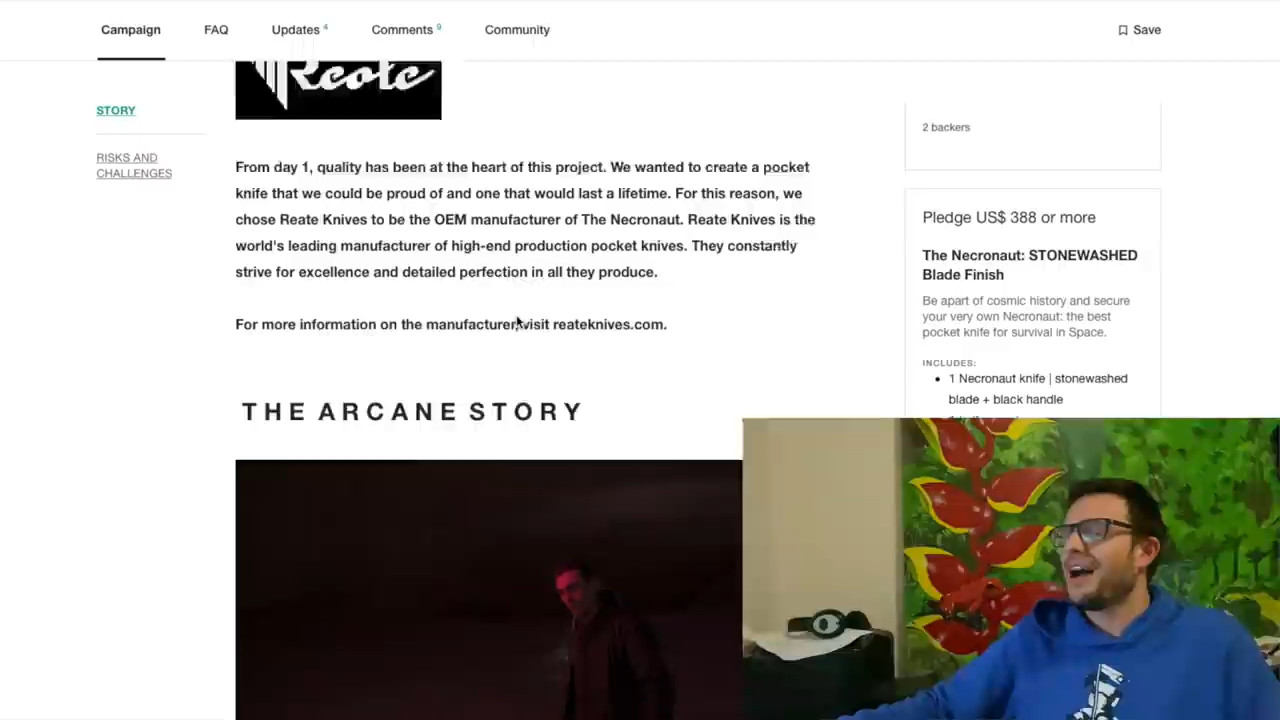 Campaign
FAQ
Updates 4
Comments 9
Community
Save
STORY
RISKS AND
CHALLENGES
Reate
From day 1, quality has been at the heart of this project. We wanted to create a pocket
knife that we could be proud of and one that would last a lifetime. For this reason, we
chose Reate Knives to be the OEM manufacturer of The Necronaut. Reate Knives is the
world's leading manufacturer of high-end production pocket knives. They constantly
strive for excellence and detailed perfection in all they produce.
For more information on the manufacturer visit reateknives.com.
THE ARCANE STORY
2 backers
Pledge US$ 388 or more
The Necronaut: STONEWASHED
Blade Finish
Be apart of cosmic history and secure
your very own Necronaut: the best
pocket knife for survival in Space.
INCLUDES:
1 Necronaut knife | stonewashed
blade + black handle